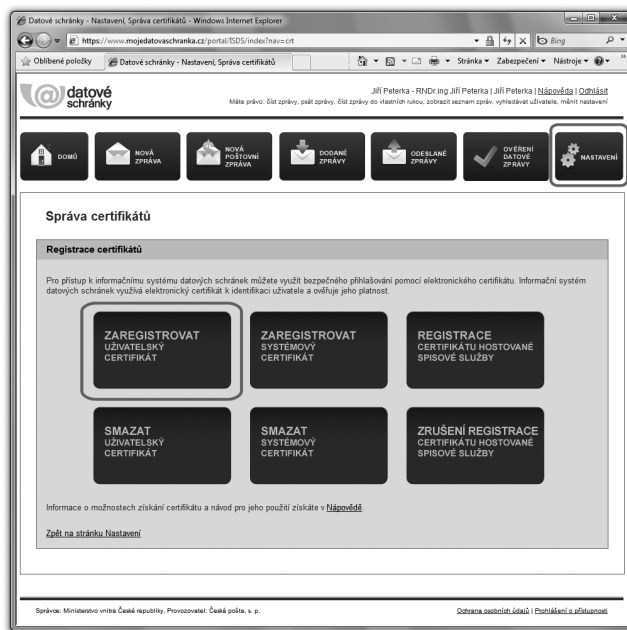 Datové schránky - Nastavení, Správa certifikátů - Windows Internet Explorer
https://www.mojedatovaschranka.cz/portal/ISDS/index?nav=crt
Bing
Oblíbené položky
Datové schránky - Nastavení, Správa certifikátů
Stránka
Zabezpečení
Nástroje
datové
schránky
Jiří Peterka - RNDr.ing Jiří Peterka | Jiří Peterka | Nápověda | Odhlásit
Máte právo: číst zprávy, psát zprávy, číst zprávy do vlastních rukou, zobrazit seznam zpráv, vyhledávat uživatele, měnit nastavení
DOMŮ
NOVÁ
ZPRÁVA
NOVÁ
POŠTOVNÍ
ZPRÁVA
DODANÉ
ZPRÁVY
ODESLANÉ
ZPRÁVY
OVĚŘENÍ
DATOVÉ
ZPRÁVY
NASTAVENÍ
Správa certifikátů
Registrace certifikátů
Pro přístup k informačnímu systému datových schránek můžete využít bezpečného přihlašování pomocí elektronického certifikátu. Informační systém
datových schránek využívá elektronický certifikát k identifikaci uživatele a ověřuje jeho platnost.
ZAREGISTROVAT
UŽIVATELSKÝ
CERTIFIKÁT
ZAREGISTROVAT
SYSTÉMOVÝ
CERTIFIKÁT
REGISTRACE
CERTIFIKÁTU HOSTOVANÉ
SPISOVÉ SLUŽBY
SMAZAT
UŽIVATELSKÝ
CERTIFIKÁT
SMAZAT
SYSTÉMOVÝ
CERTIFIKÁT
ZRUŠENÍ REGISTRACE
CERTIFIKÁTU HOSTOVANÉ
SPISOVÉ SLUŽBY
Informace o možnostech získání certifikátu a návod pro jeho použití získáte v Nápovědě.
Zpět na stránku Nastavení
Správce: Ministerstvo vnitra České republiky, Provozovatel: Česká pošta, s. p.
Ochrana osobních údajů | Prohlášení o přístupnosti